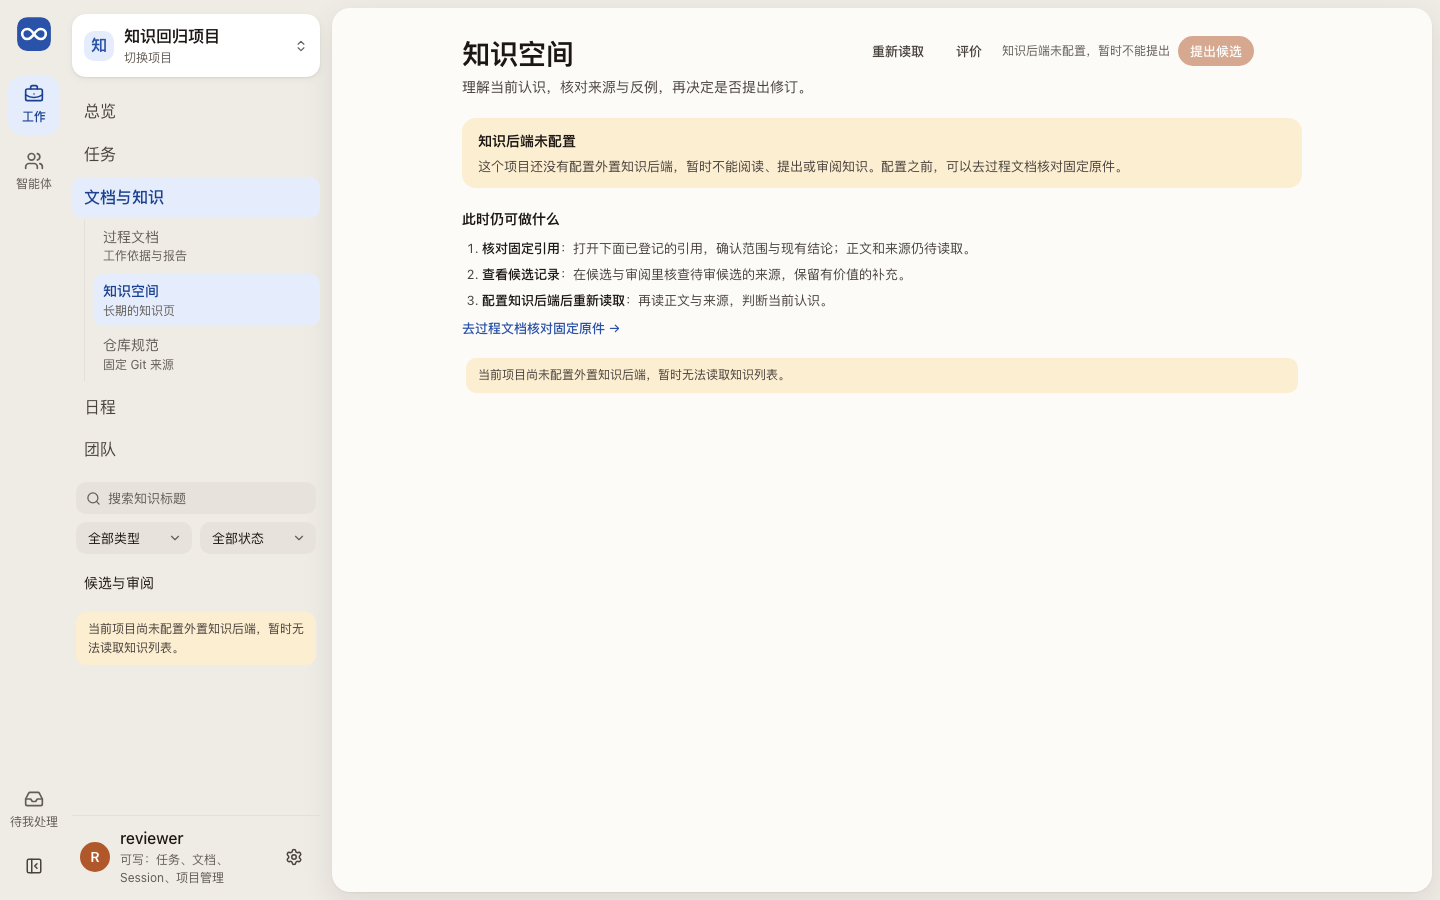 工作
智能体
待我处理
知
知识回归项目
切换项目
总览
任务
文档与知识
过程文档
工作依据与报告
知识空间
长期的知识页
仓库规范
固定 Git 来源
日程
团队
搜索知识标题
全部类型
全部状态
候选与审阅
当前项目尚未配置外置知识后端，暂时无
法读取知识列表。
R
reviewer
可写：任务、文档、
Session、项目管理
知识空间
理解当前认识，核对来源与反例，再决定是否提出修订。
重新读取
评价
知识后端未配置，暂时不能提出
提出候选
知识后端未配置
这个项目还没有配置外置知识后端，暂时不能阅读、提出或审阅知识。配置之前，可以去过程文档核对固定原件。
此时仍可做什么
1. 核对固定引用：打开下面已登记的引用，确认范围与现有结论；正文和来源仍待读取。
2. 查看候选记录：在候选与审阅里核查待审候选的来源，保留有价值的补充。
3. 配置知识后端后重新读取：再读正文与来源，判断当前认识。
去过程文档核对固定原件 →
当前项目尚未配置外置知识后端，暂时无法读取知识列表。